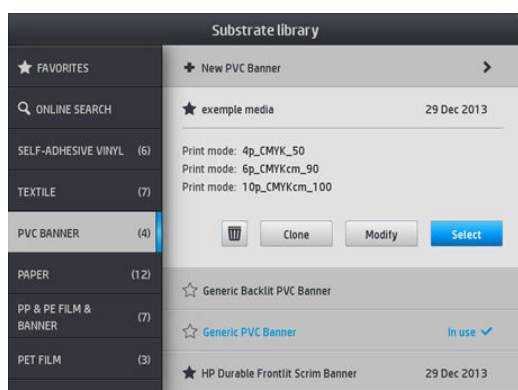 Substrate library
FAVORITES
ONLINE SEARCH
SELF-ADHESIVE VINYL (6)
TEXTILE (7)
PVC BANNER (4)
PAPER (12)
PP & PE FILM &
BANNER (7)
PET FILM (3)
New PVC Banner
exemple media 29 Dec 2013
Print mode: 4p_CMYK_50
Print mode: 6p_CMYKcm_90
Print mode: 10p_CMYKcm_100
Clone Modify Select
Generic Backlit PVC Banner
Generic PVC Banner In use
HP Durable Frontlit Scrim Banner 29 Dec 2013